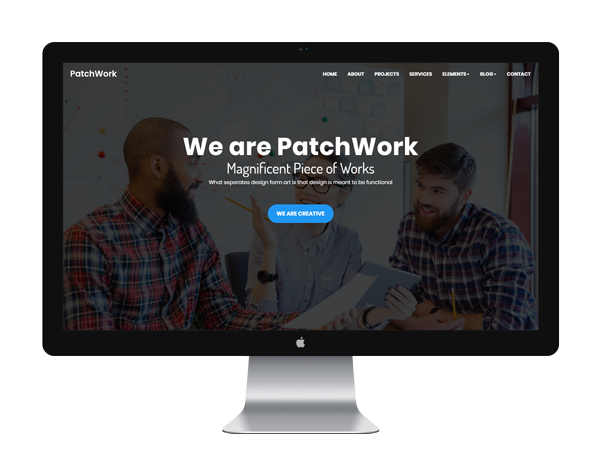 PatchWork
HOME ABOUT PROJECTS SERVICES ELEMENTS BLOG CONTACT
We are PatchWork
Magnificent Piece of Works
What seperates design form art is that design is meant to be functional
WE ARE CREATIVE